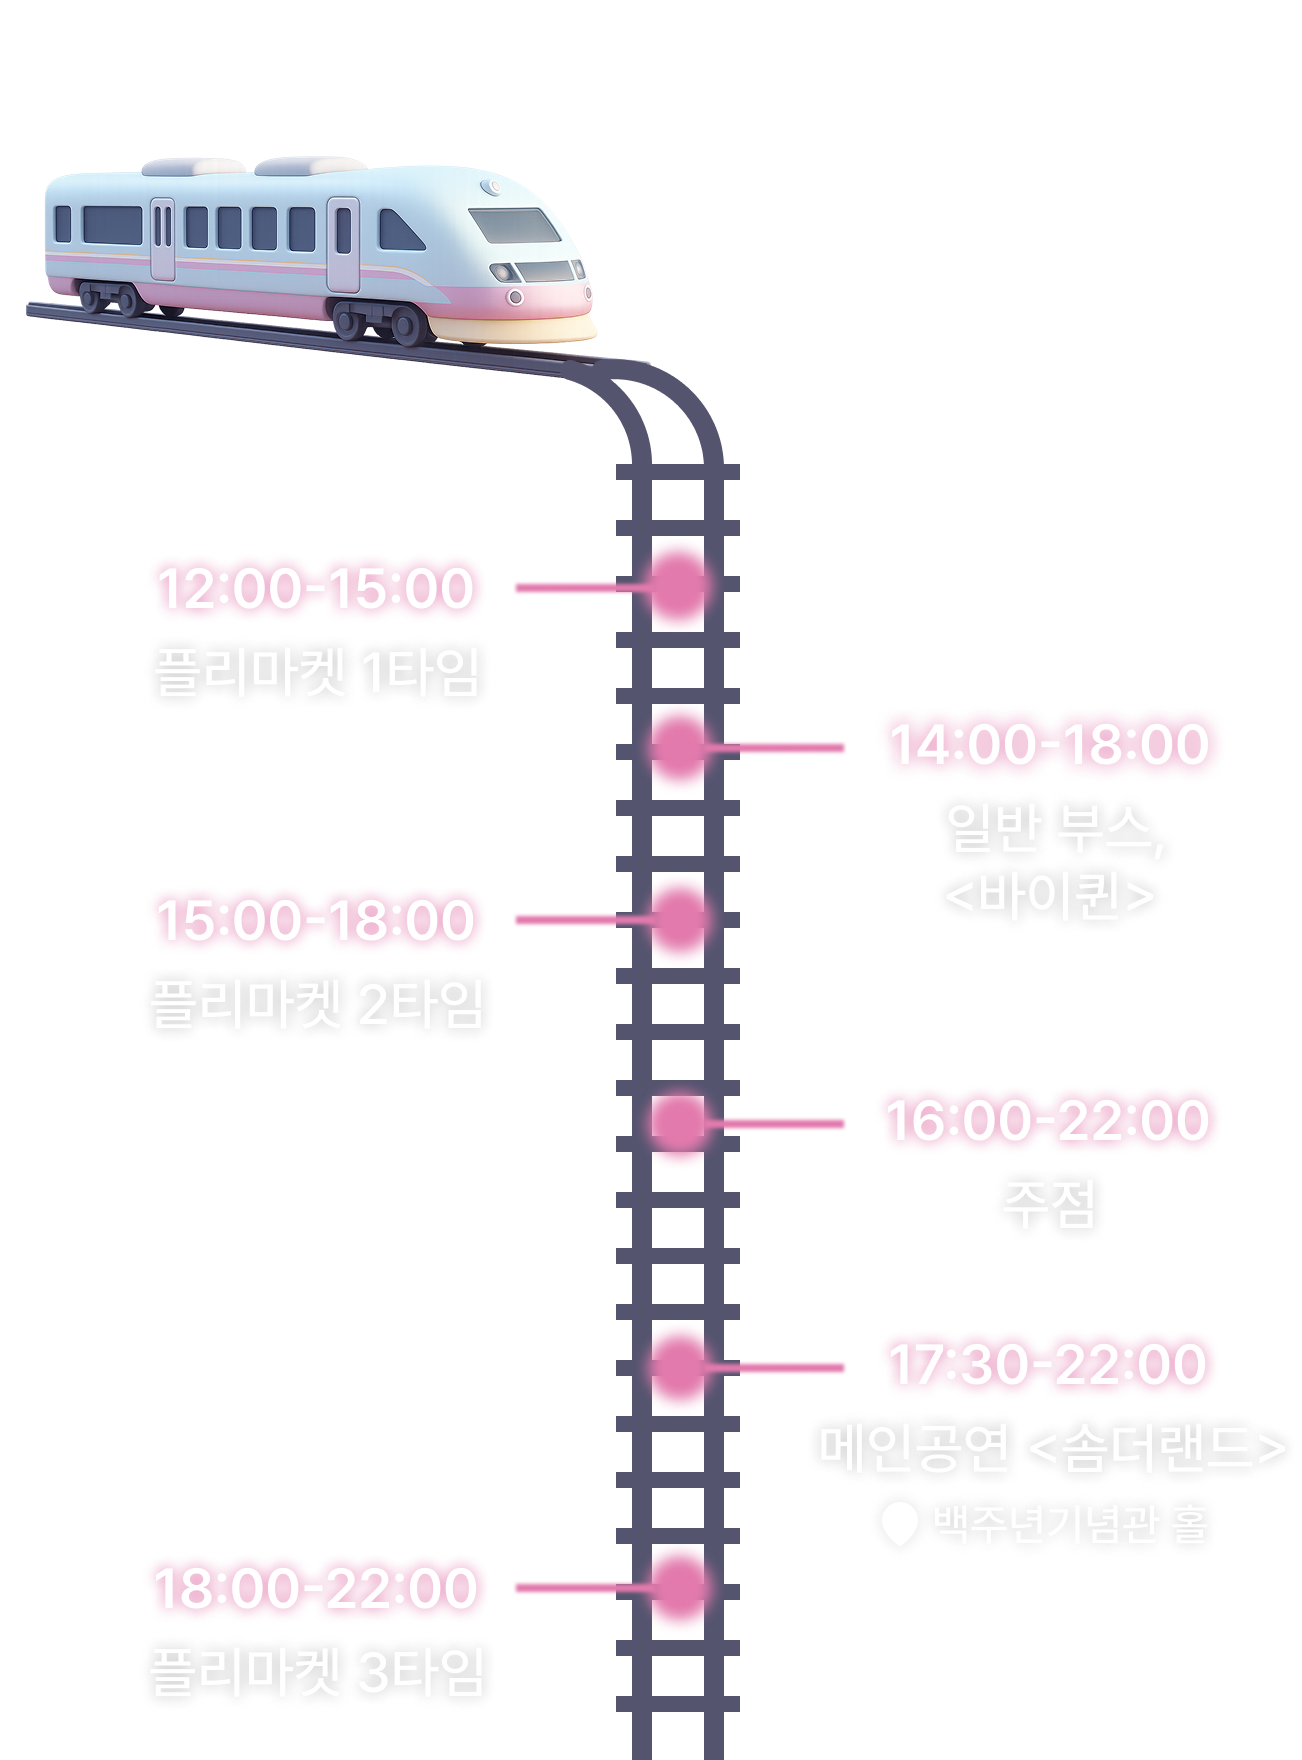 12:00-15:00
플리마켓 1타임
14:00-18:00
일반 부스,
<바이퀸>
15:00-18:00
플리마켓 2타임
16:00-22:00
주점
17:30-22:00
메인공연 <솜더랜드>
백주년기념관 홀
18:00-22:00
플리마켓 3타임